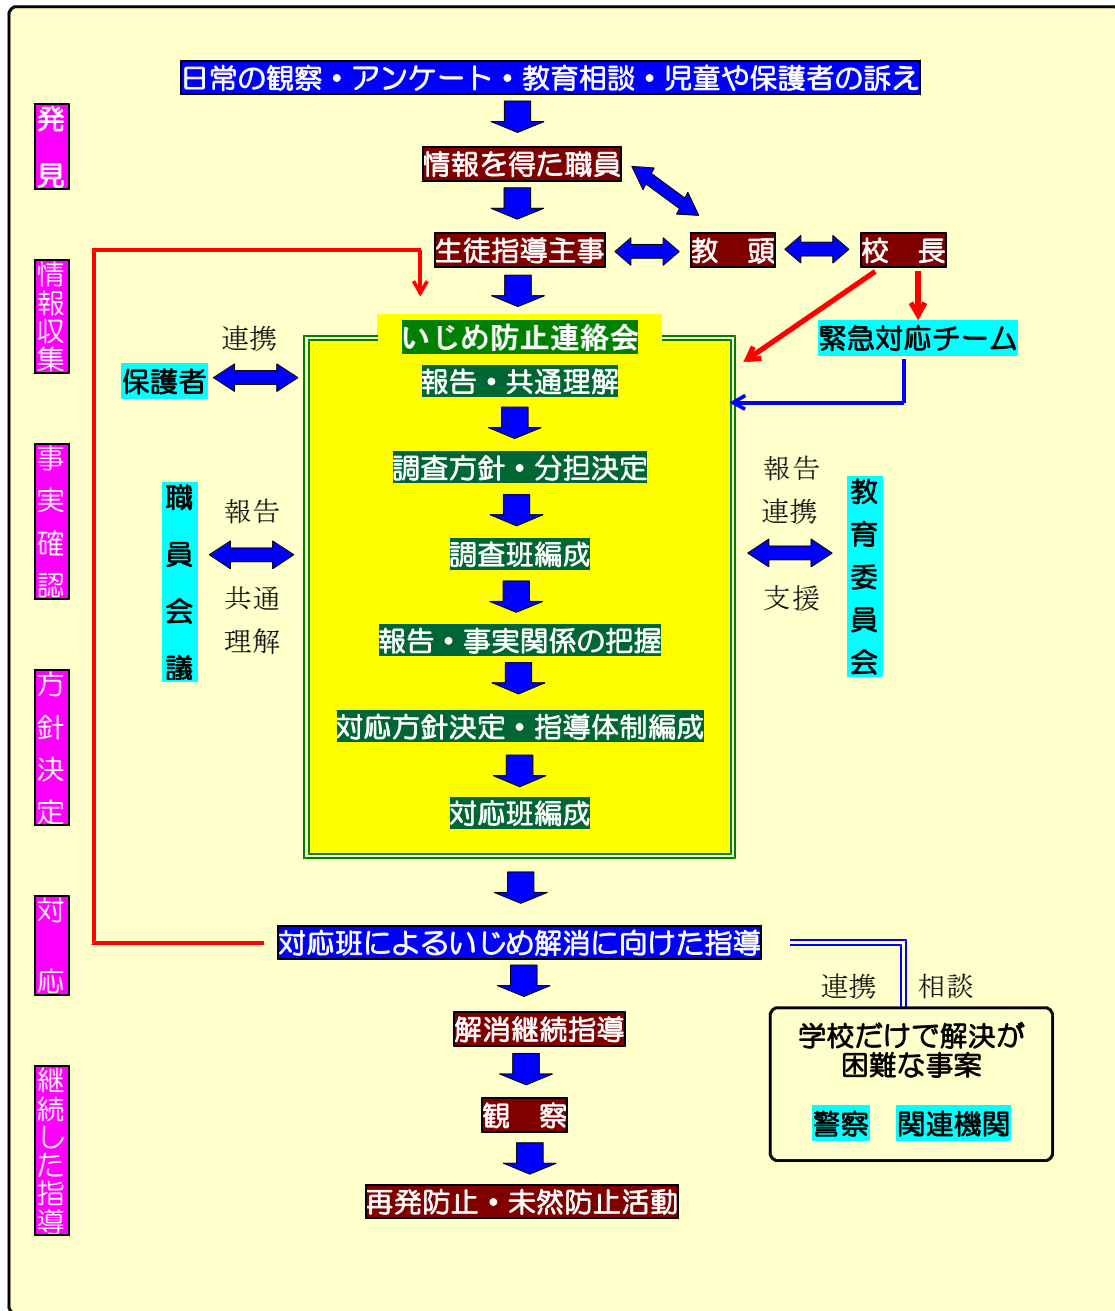 日常の観察・アンケート・教育相談・児童や保護者の訴え
発見
情報を得た職員
生徒指導主事
教　頭
校　長
情報収集
いじめ防止連絡会
緊急対応チーム
連携
保護者
報告・共通理解
事実確認
調査方針・分担決定
職員会議
報告
共通
理解
報告
連携
支援
教育委員会
調査班編成
報告・事実関係の把握
方針決定
対応方針決定・指導体制編成
対応班編成
対応
対応班によるいじめ解消に向けた指導
連携
相談
解消継続指導
学校だけで解決が
困難な事案
警察
関連機関
継続した指導
観　察
再発防止・未然防止活動